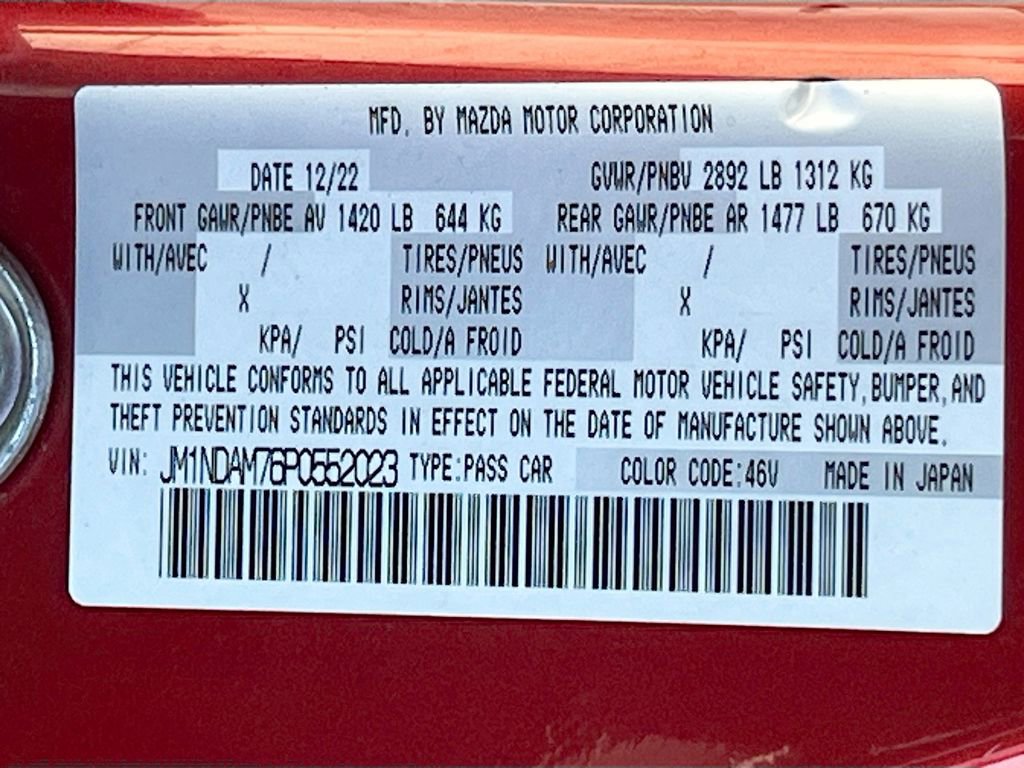 MFD. BY MAZDA MOTOR CORPORATION
DATE 12/22 GVWR/PNBV 2892 LB 1312 KG
FRONT GAWR/PNBE AV 1420 LB 644 KG REAR GAWR/PNBE AR 1477 LB 670 KG
WITH/AVEC / TIRES/PNEUS WITH/AVEC / TIRES/PNEUS
X RIMS/JANTES X RIMS/JANTES
KPA/ PSI COLD/A FROID KPA/ PSI COLD/A FROID
THIS VEHICLE CONFORMS TO ALL APPLICABLE FEDERAL MOTOR VEHICLE SAFETY,BUMPER,AND
THEFT PREVENTION STANDARDS IN EFFECT ON THE DATE OF MANUFACTURE SHOWN ABOVE.
VIN: JM1NDAM76P0552023 TYPE:PASS CAR COLOR CODE:46V MADE IN JAPAN